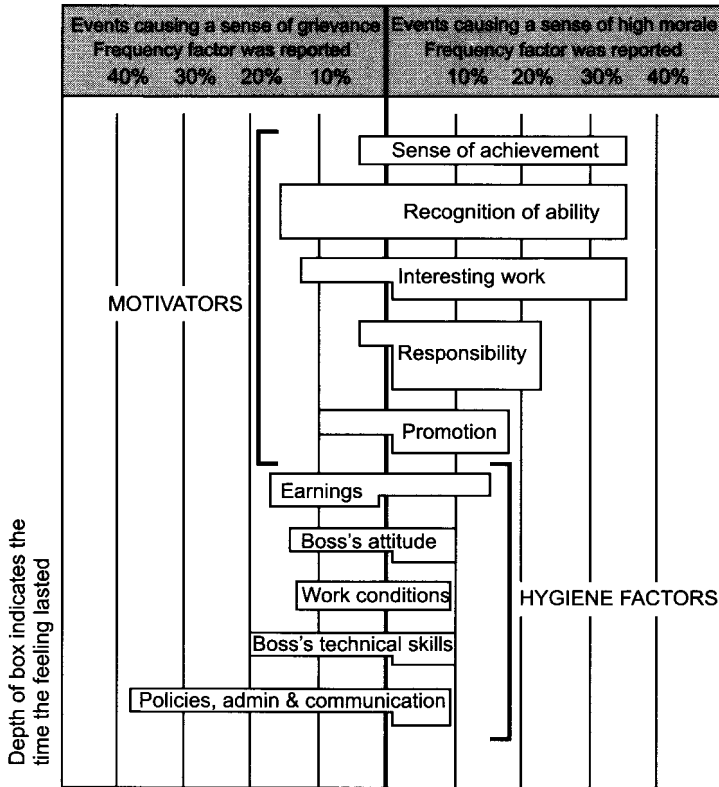 Events causing a sense of grievance
Frequency factor was reported
40% 30% 20% 10%
Events causing a sense of high morale
Frequency factor was reported
10% 20% 30% 40%
Sense of achievement
Recognition of ability
Interesting work
MOTIVATORS
Responsibility
Promotion
Earnings
Boss's attitude
Work conditions
HYGIENE FACTORS
Boss's technical skills
Policies, admin & communication
Depth of box indicates the
time the feeling lasted